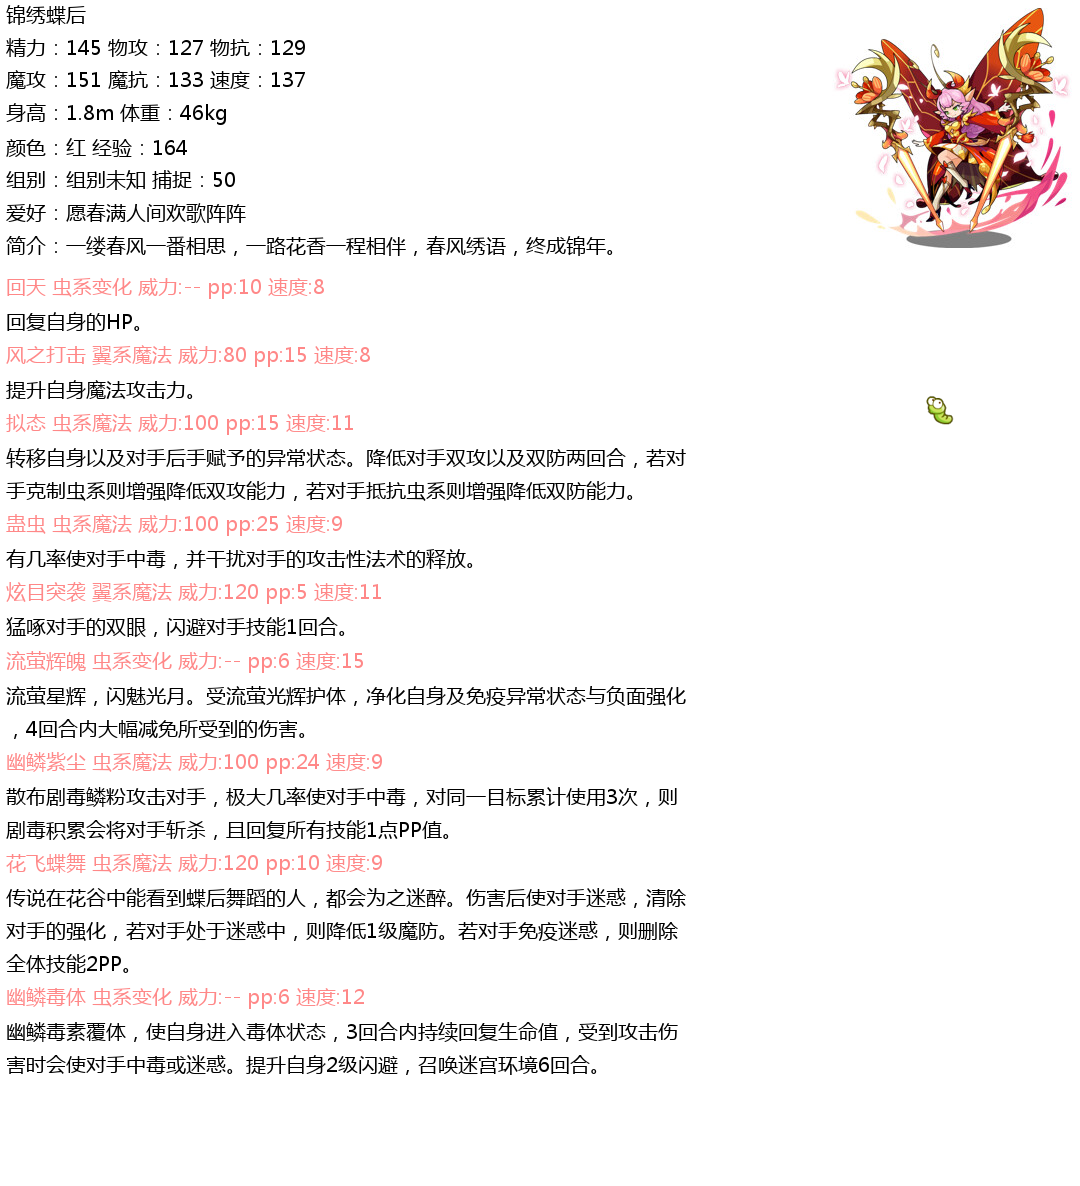 锦绣蝶后
精力：145 物攻：127 物抗：129
魔攻：151 魔抗：133 速度：137
身高：1.8m 体重：46kg
颜色：红 经验：164
组别：组别未知 捕捉：50
爱好：愿春满人间欢歌阵阵
简介：一缕春风一番相思，一路花香一程相伴，春风绣语，终成锦年。
回天 虫系变化 威力:-- pp:10 速度:8
回复自身的HP。
风之打击 翼系魔法 威力:80 pp:15 速度:8
提升自身魔法攻击力。
拟态 虫系魔法 威力:100 pp:15 速度:11
转移自身以及对手后手赋予的异常状态。降低对手双攻以及双防两回合，若对
手克制虫系则增强降低双攻能力，若对手抵抗虫系则增强降低双防能力。
蛊虫 虫系魔法 威力:100 pp:25 速度:9
有几率使对手中毒，并干扰对手的攻击性法术的释放。
炫目突袭 翼系魔法 威力:120 pp:5 速度:11
猛啄对手的双眼，闪避对手技能1回合。
流萤辉魄 虫系变化 威力:-- pp:6 速度:15
流萤星辉，闪魅光月。受流萤光辉护体，净化自身及免疫异常状态与负面强化
，4回合内大幅减免所受到的伤害。
幽鳞紫尘 虫系魔法 威力:100 pp:24 速度:9
散布剧毒鳞粉攻击对手，极大几率使对手中毒，对同一目标累计使用3次，则
剧毒积累会将对手斩杀，且回复所有技能1点PP值。
花飞蝶舞 虫系魔法 威力:120 pp:10 速度:9
传说在花谷中能看到蝶后舞蹈的人，都会为之迷醉。伤害后使对手迷惑，清除
对手的强化，若对手处于迷惑中，则降低1级魔防。若对手免疫迷惑，则删除
全体技能2PP。
幽鳞毒体 虫系变化 威力:-- pp:6 速度:12
幽鳞毒素覆体，使自身进入毒体状态，3回合内持续回复生命值，受到攻击伤
害时会使对手中毒或迷惑。提升自身2级闪避，召唤迷宫环境6回合。